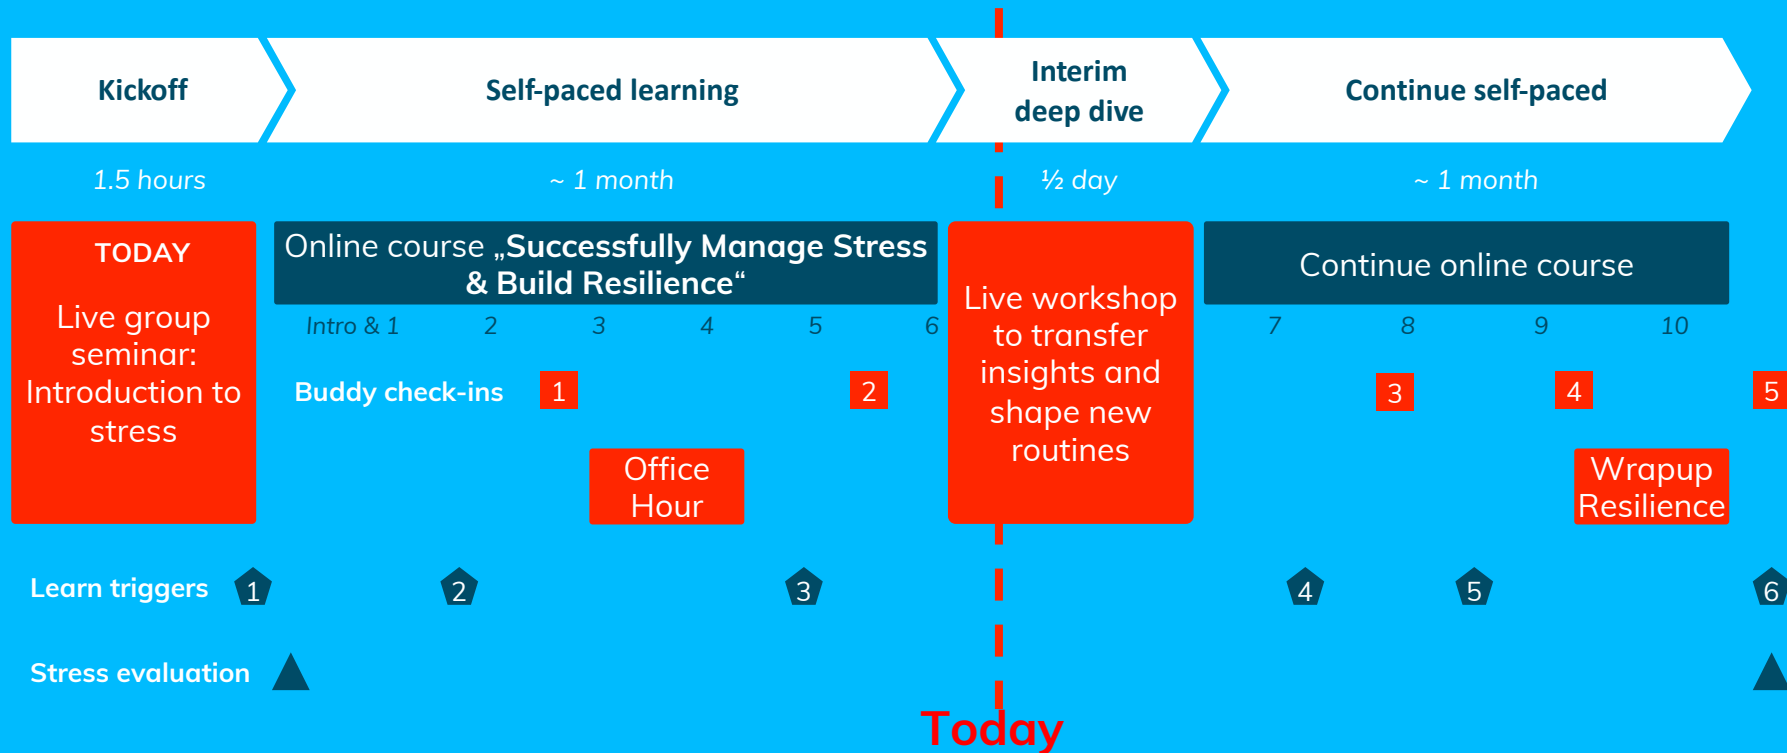 Kickoff
Self-paced learning
Interim
deep dive
Continue self-paced
1.5 hours
~ 1 month
½ day
~ 1 month
TODAY
Live group
seminar:
Introduction to
stress
Online course „Successfully Manage Stress
& Build Resilience“
Live workshop
to transfer
insights and
shape new
routines
Continue online course
Intro & 1 2 3 4 5 6
7 8 9 10
Buddy check-ins 1 2
3 4 5
Office
Hour
Wrapup
Resilience
Learn triggers 1 2 3 4 5 6
Stress evaluation
Today